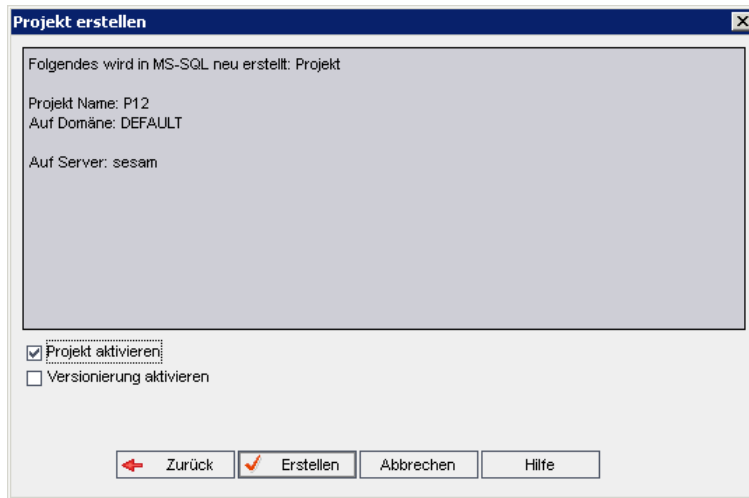 Projekt erstellen
Folgendes wird in MS-SQL neu erstellt: Projekt
Projekt Name: P12
Auf Domäne: DEFAULT
Auf Server: sesam
Projekt aktivieren
Versionierung aktivieren
Zurück Erstellen Abbrechen Hilfe